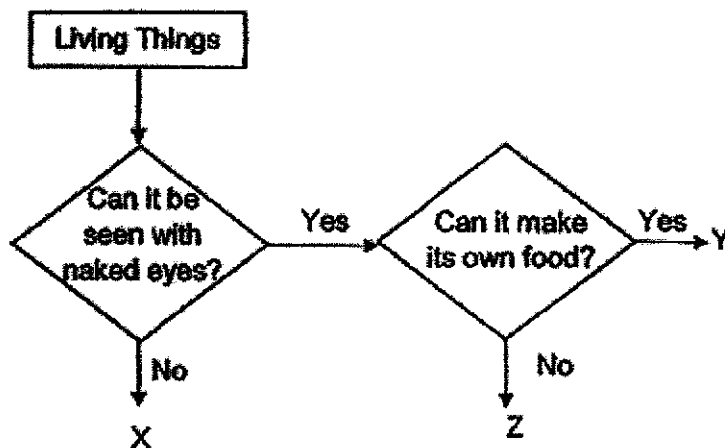 Living Things
Can it be
seen with
naked eyes?
Yes
Can it make
its own food?
Yes
Y
No
X
No
Z